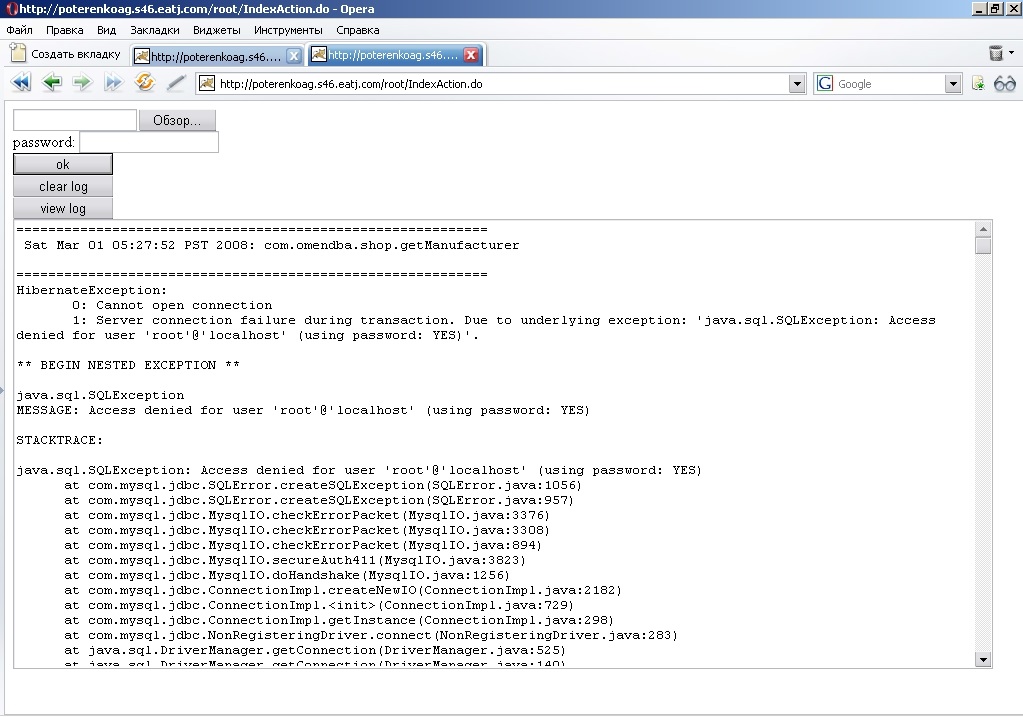 http://poterenkoag.s46.eatj.com/root/IndexAction.do - Opera
Файл Правка Вид Закладки Виджеты Инструменты Справка
Создать вкладку http://poterenkoag.s46.... http://poterenkoag.s46....
http://poterenkoag.s46.eatj.com/root/IndexAction.do Google
Обзор...
password:
ok
clear log
view log
===========================================================
Sat Mar 01 05:27:52 PST 2008: com.omendba.shop.getManufacturer
===========================================================
HibernateException:
0: Cannot open connection
1: Server connection failure during transaction. Due to underlying exception: 'java.sql.SQLException: Access
denied for user 'root'@'localhost' (using password: YES)'.
** BEGIN NESTED EXCEPTION **
java.sql.SQLException
MESSAGE: Access denied for user 'root'@'localhost' (using password: YES)
STACKTRACE:
java.sql.SQLException: Access denied for user 'root'@'localhost' (using password: YES)
at com.mysql.jdbc.SQLError.createSQLException(SQLError.java:1056)
at com.mysql.jdbc.SQLError.createSQLException(SQLError.java:957)
at com.mysql.jdbc.MysqlIO.checkErrorPacket(MysqlIO.java:3376)
at com.mysql.jdbc.MysqlIO.checkErrorPacket(MysqlIO.java:3308)
at com.mysql.jdbc.MysqlIO.checkErrorPacket(MysqlIO.java:894)
at com.mysql.jdbc.MysqlIO.secureAuth411(MysqlIO.java:3823)
at com.mysql.jdbc.MysqlIO.doHandshake(MysqlIO.java:1256)
at com.mysql.jdbc.ConnectionImpl.createNewIO(ConnectionImpl.java:2182)
at com.mysql.jdbc.ConnectionImpl.<init>(ConnectionImpl.java:729)
at com.mysql.jdbc.ConnectionImpl.getInstance(ConnectionImpl.java:298)
at com.mysql.jdbc.NonRegisteringDriver.connect(NonRegisteringDriver.java:283)
at java.sql.DriverManager.getConnection(DriverManager.java:525)
at java.sql.DriverManager.getConnection(DriverManager.java:140)